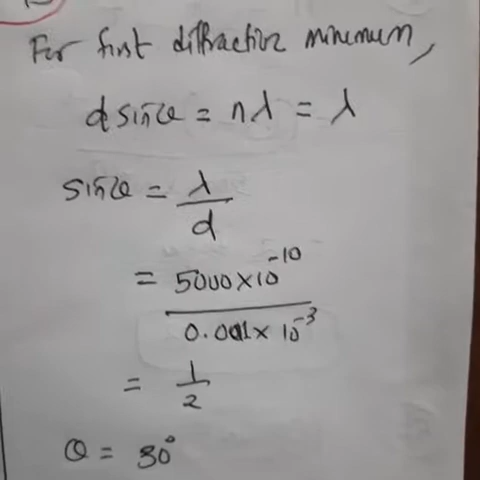 For first diffraction minimum,
d sinθ = nλ = λ
sinθ = λ/d
= 5000×10⁻¹⁰ / 0.001×10⁻³
= 1/2
θ = 30°